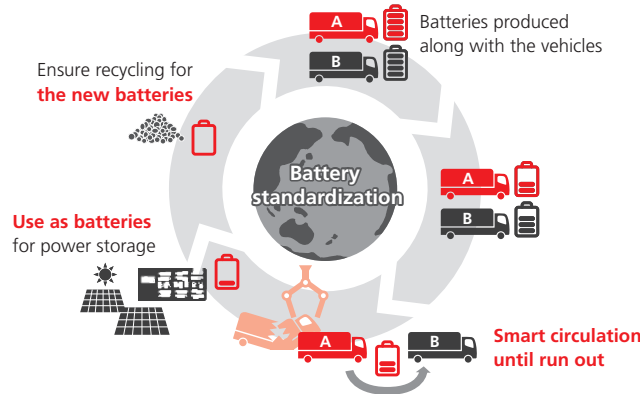 A
B
Batteries produced
along with the vehicles
Ensure recycling for
the new batteries
Battery
standardization
A
B
Use as batteries
for power storage
A
B
Smart circulation
until run out